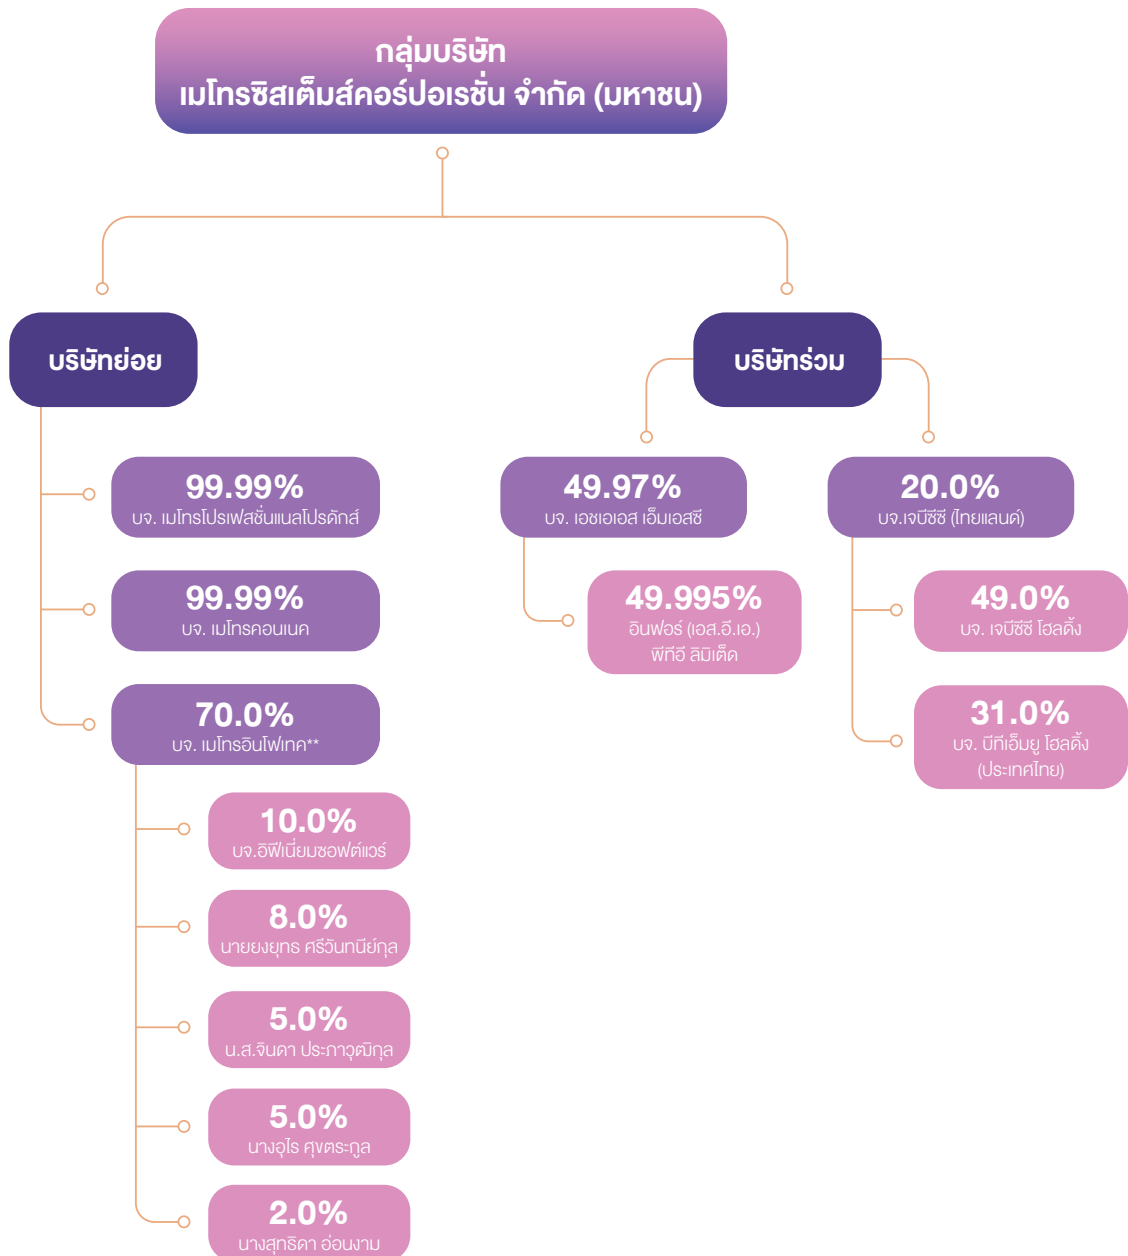 กลุ่มบริษัท
เมโทรซิสเต็มส์คอร์ปอเรชั่น จำกัด (มหาชน)
บริษัทย่อย
99.99%
บจ. เมโทรโปรเฟสชั่นแนลโปรดักส์
99.99%
บจ. เมโทรคอนเนค
70.0%
บจ. เมโทรอินโฟเทค**
10.0%
บจ.อิฟีเนี่ยมซอฟต์แวร์
8.0%
นายยงยุทธ ศรีวันทนียกุล
5.0%
น.ส.จินดา ประภาวุฒิกุล
5.0%
นางอุไร ศุขตระกูล
2.0%
นางสุทธิดา อ่อนงาม
บริษัทร่วม
49.97%
บจ. เอชเอเอส เอ็มเอสซี
49.995%
อินฟอร์ (เอส.อี.เอ.)
พีทีอี ลิมิเต็ด
20.0%
บจ.เจบีซีซี (ไทยแลนด์)
49.0%
บจ. เจบีซีซี โฮลดิ้ง
31.0%
บจ. บีทีเอ็มยู โฮลดิ้ง
(ประเทศไทย)